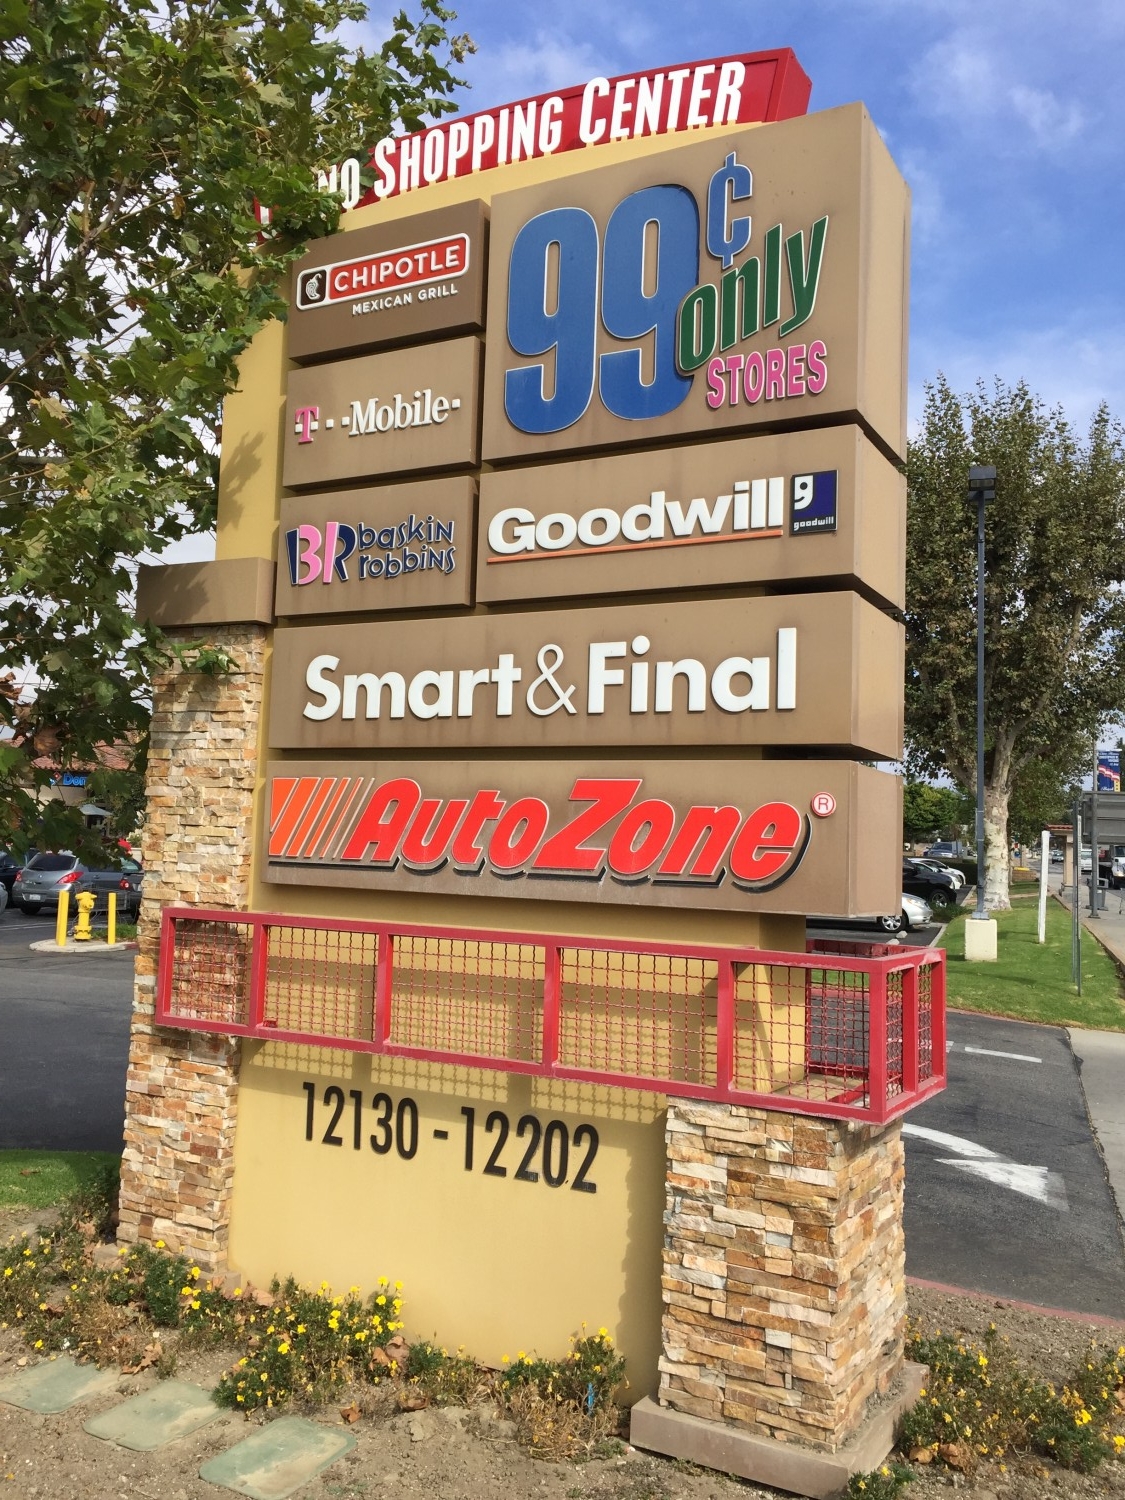 SHOPPING CENTER
CHIPOTLE
MEXICAN GRILL
99¢
only
STORES
T··Mobile·
BR baskin
robbins
Goodwill
g
goodwill
Smart&Final
AutoZone®
12130-12202